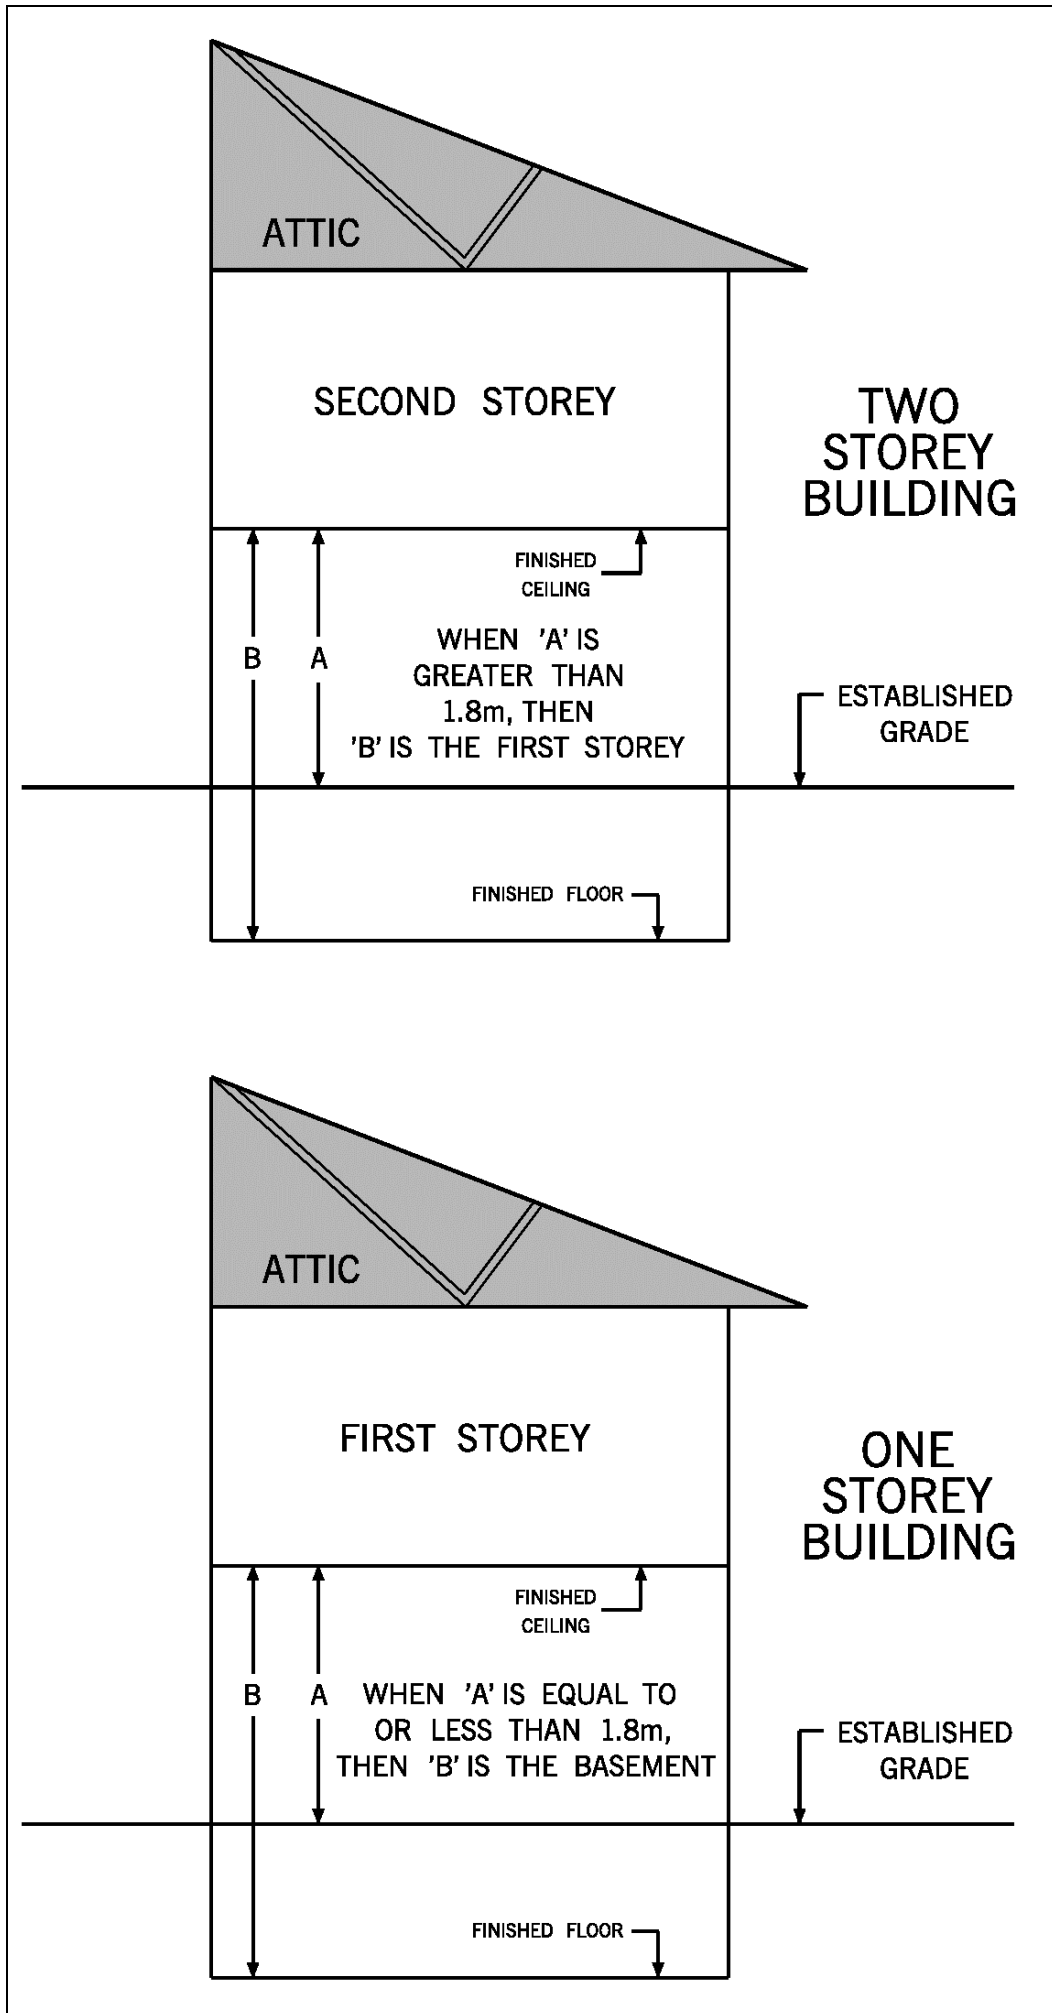 ATTIC
SECOND STOREY
TWO
STOREY
BUILDING
FINISHED
CEILING
B
A
WHEN 'A' IS
GREATER THAN
1.8m, THEN
'B' IS THE FIRST STOREY
ESTABLISHED
GRADE
FINISHED FLOOR
ATTIC
FIRST STOREY
ONE
STOREY
BUILDING
FINISHED
CEILING
B
A
WHEN 'A' IS EQUAL TO
OR LESS THAN 1.8m,
THEN 'B' IS THE BASEMENT
ESTABLISHED
GRADE
FINISHED FLOOR